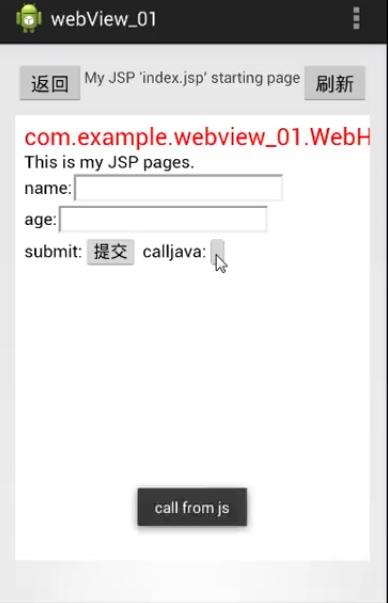 webView_01
返回 My JSP 'index.jsp' starting page 刷新
com.example.webview_01.WebH
This is my JSP pages.
name:
age:
submit: 提交 calljava:
call from js